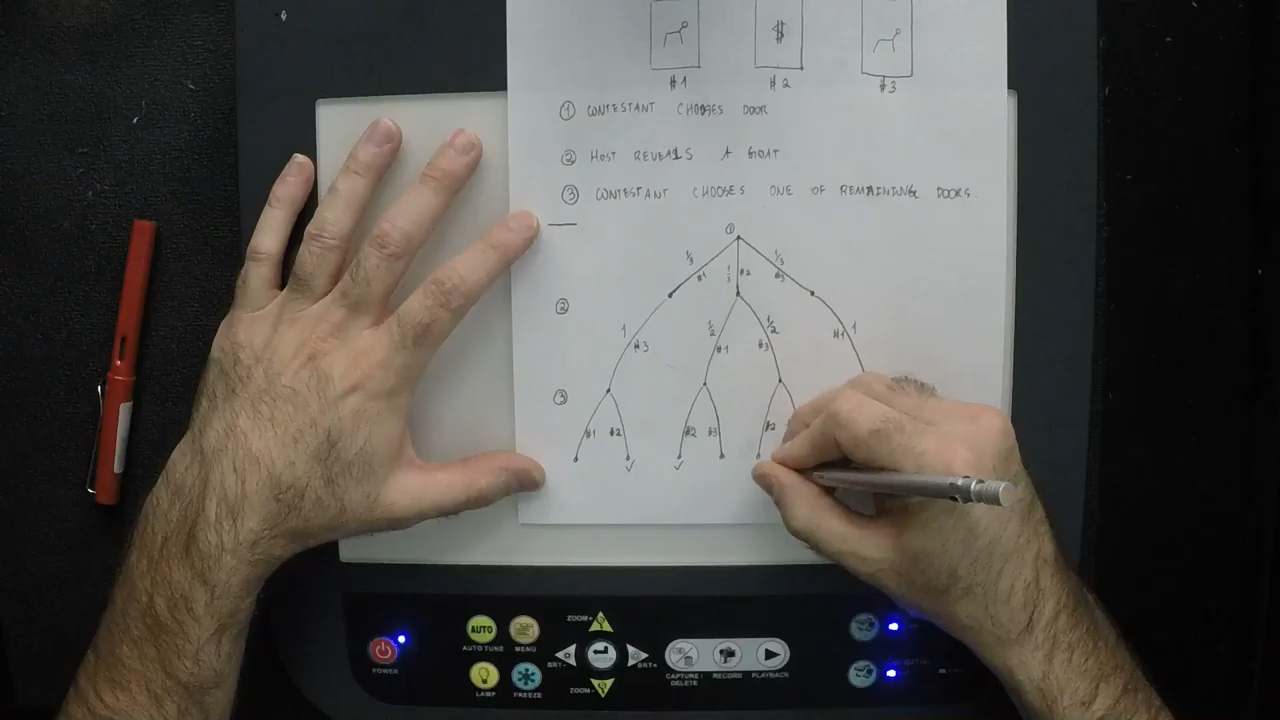 $
#1 #2 #3
① CONTESTANT CHOOSES DOOR
② HOST REVEALS A GOAT
③ CONTESTANT CHOOSES ONE OF REMAINING DOORS.
①
1/3 1/3 1/3
#1 #2 #3
②
1 1/2 1/2 1
#3 #1 #3 #1
③
#1 #2 #2 #3 #2
AUTO
AUTO TUNE MENU ZOOM+
POWER BRT- BRT+
LAMP FREEZE ZOOM- CAPTURE / DELETE RECORD PLAYBACK